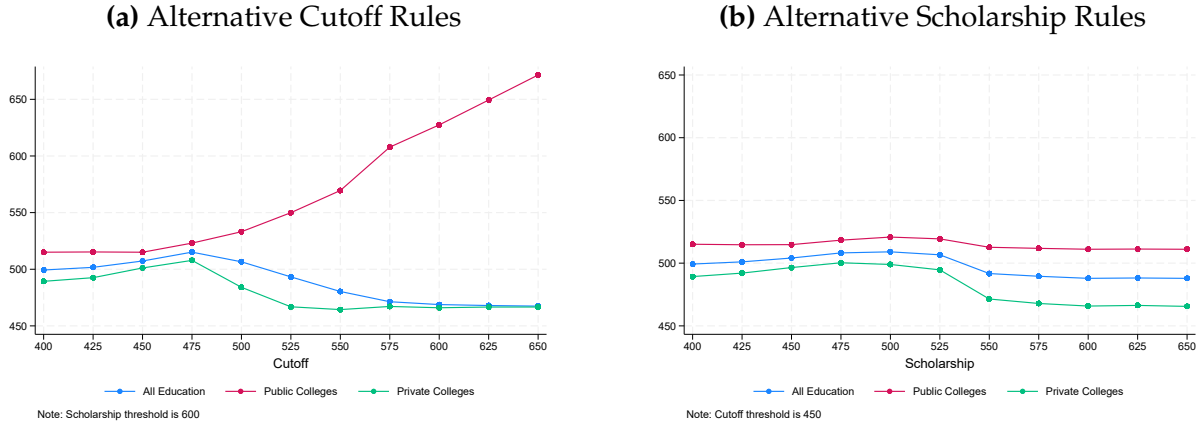 (a) Alternative Cutoff Rules
650
600
550
500
450
400 425 450 475 500 525 550 575 600 625 650
Cutoff
All Education Public Colleges Private Colleges
Note: Scholarship threshold is 600
(b) Alternative Scholarship Rules
650
600
550
500
450
400 425 450 475 500 525 550 575 600 625 650
Scholarship
All Education Public Colleges Private Colleges
Note: Cutoff threshold is 450